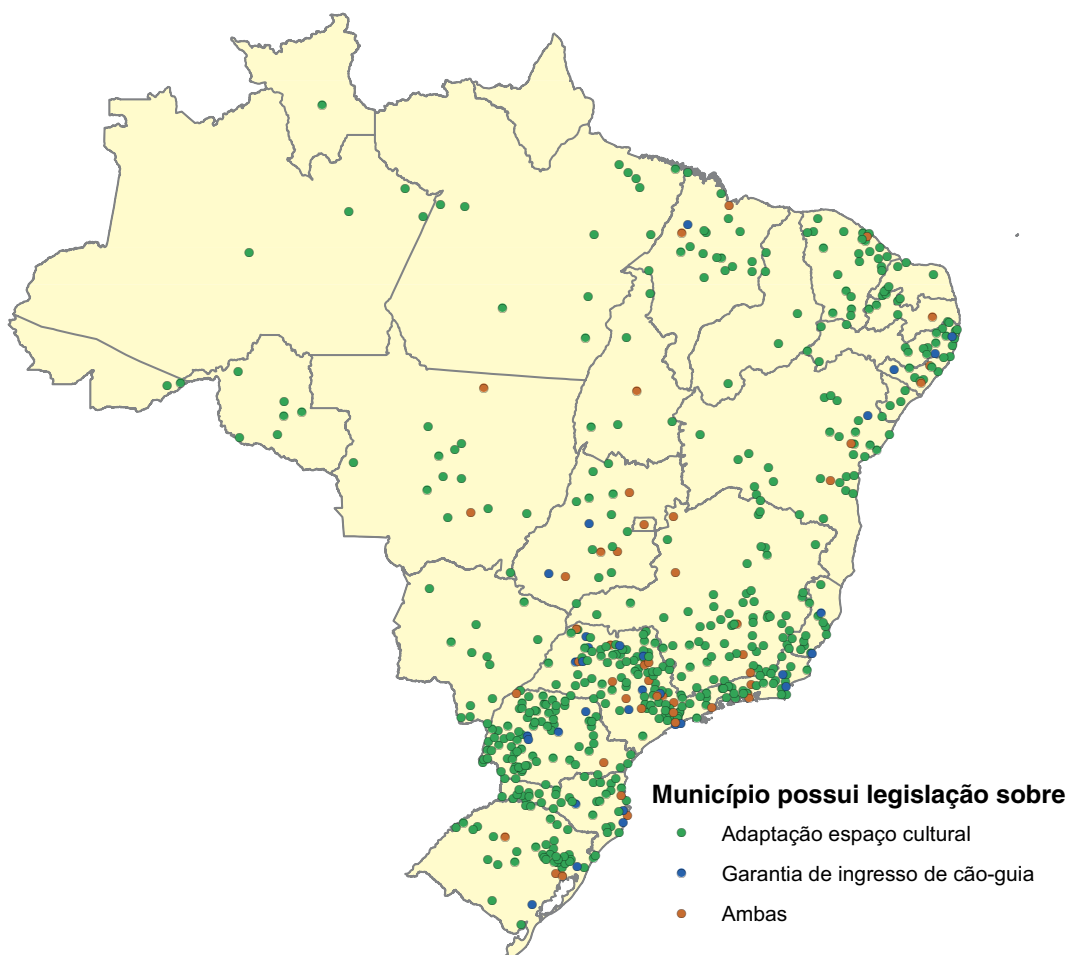 Município possui legislação sobre
Adaptação espaço cultural
Garantia de ingresso de cão-guia
Ambas